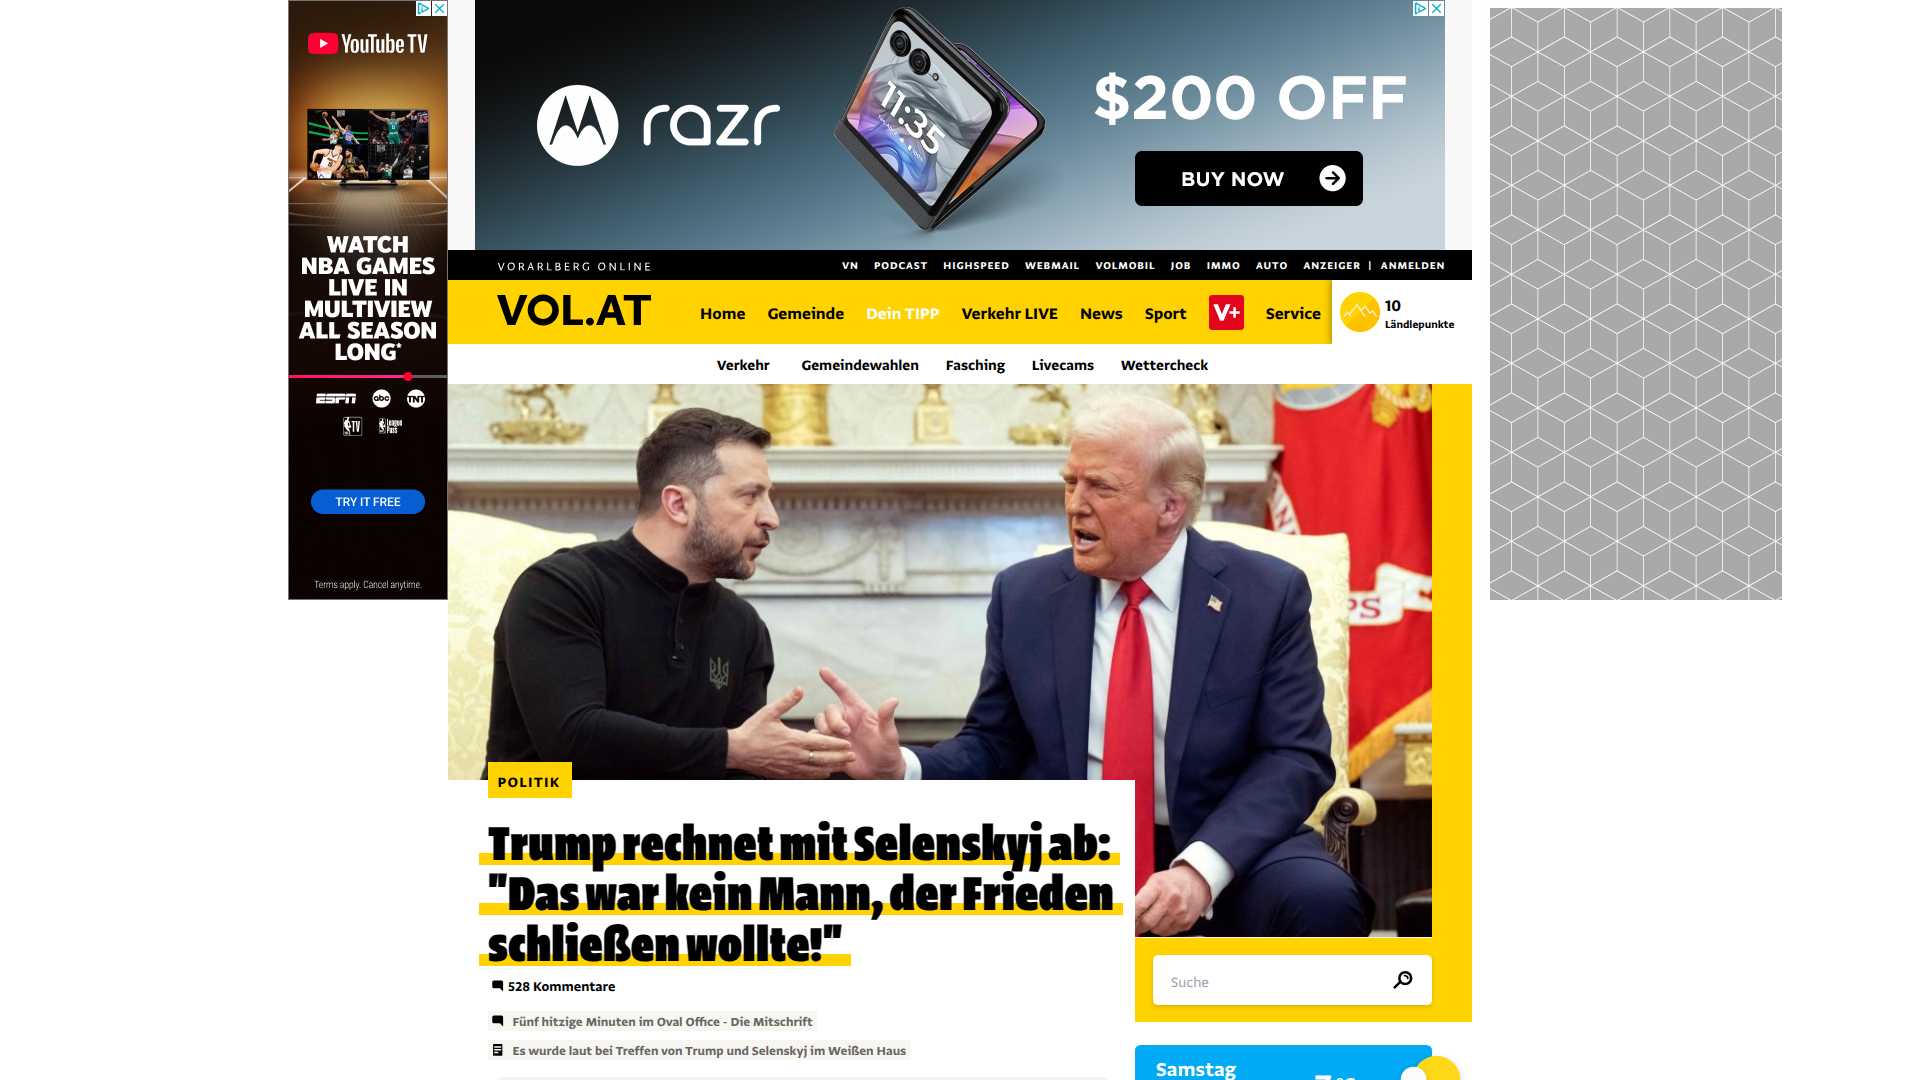 YouTube TV
WATCH
NBA GAMES
LIVE IN
MULTIVIEW
ALL SEASON
LONG*
ESPN abc TNT
TV League Pass
TRY IT FREE
Terms apply. Cancel anytime.
razr
11:35
$200 OFF
BUY NOW
VORARLBERG ONLINE
VN PODCAST HIGHSPEED WEBMAIL VOLMOBIL JOB IMMO AUTO ANZEIGER | ANMELDEN
VOL.AT
Home Gemeinde Dein TIPP Verkehr LIVE News Sport V+ Service
10
Ländlepunkte
Verkehr Gemeindewahlen Fasching Livecams Wettercheck
POLITIK
Trump rechnet mit Selenskyj ab:
"Das war kein Mann, der Frieden
schließen wollte!"
528 Kommentare
Fünf hitzige Minuten im Oval Office - Die Mitschrift
Es wurde laut bei Treffen von Trump und Selenskyj im Weißen Haus
Suche
Samstag